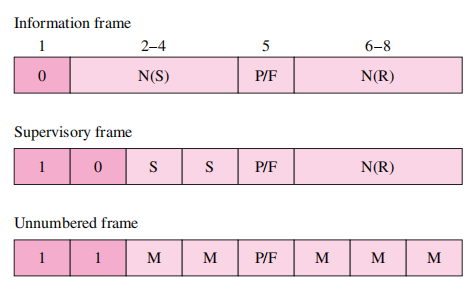 Information frame
1 2–4 5 6–8
0 N(S) P/F N(R)
Supervisory frame
1 0 S S P/F N(R)
Unnumbered frame
1 1 M M P/F M M M